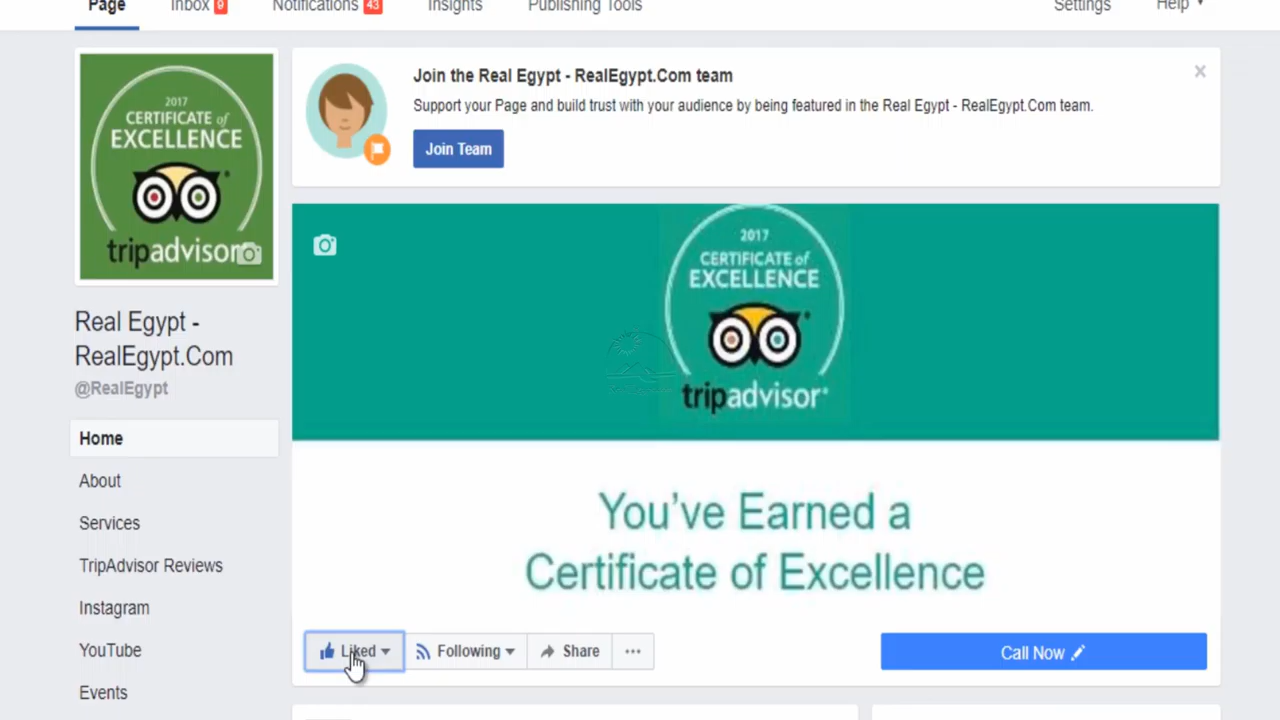 Page Inbox 9 Notifications 43 Insights Publishing Tools Settings Help
2017
CERTIFICATE of
EXCELLENCE
tripadvisor
Real Egypt -
RealEgypt.Com
@RealEgypt
Home
About
Services
TripAdvisor Reviews
Instagram
YouTube
Events
Join the Real Egypt - RealEgypt.Com team
Support your Page and build trust with your audience by being featured in the Real Egypt - RealEgypt.Com team.
Join Team
2017
CERTIFICATE of
EXCELLENCE
tripadvisor®
You've Earned a
Certificate of Excellence
Liked Following Share ... Call Now